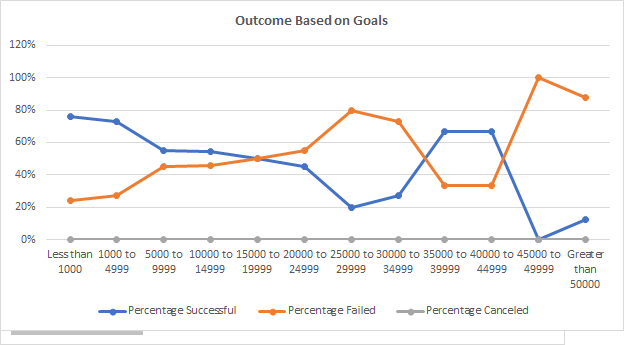 Outcome Based on Goals
120%
100%
80%
60%
40%
20%
0%
Less than 1000
1000 to 4999
5000 to 9999
10000 to 14999
15000 to 19999
20000 to 24999
25000 to 29999
30000 to 34999
35000 to 39999
40000 to 44999
45000 to 49999
Greater than 50000
Percentage Successful
Percentage Failed
Percentage Canceled